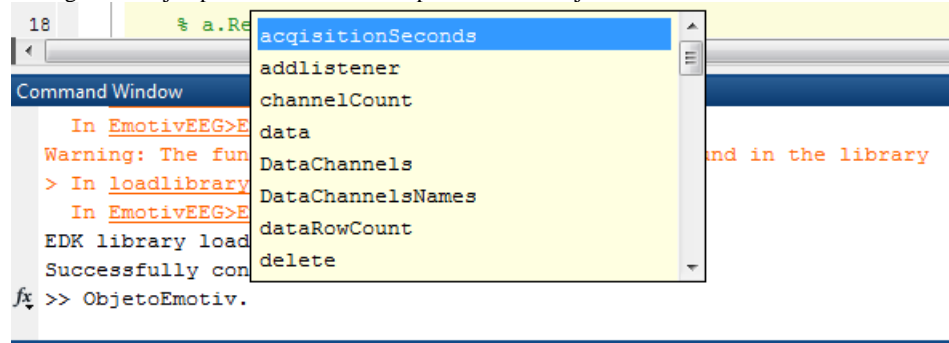 18 % a.Re
acqisitionSeconds
addlistener
channelCount
data
DataChannels
DataChannelsNames
dataRowCount
delete
Command Window
In EmotivEEG>E
Warning: The fun nd in the library
> In loadlibrary
In EmotivEEG>E
EDK library load
Successfully con
fx >> ObjetoEmotiv.